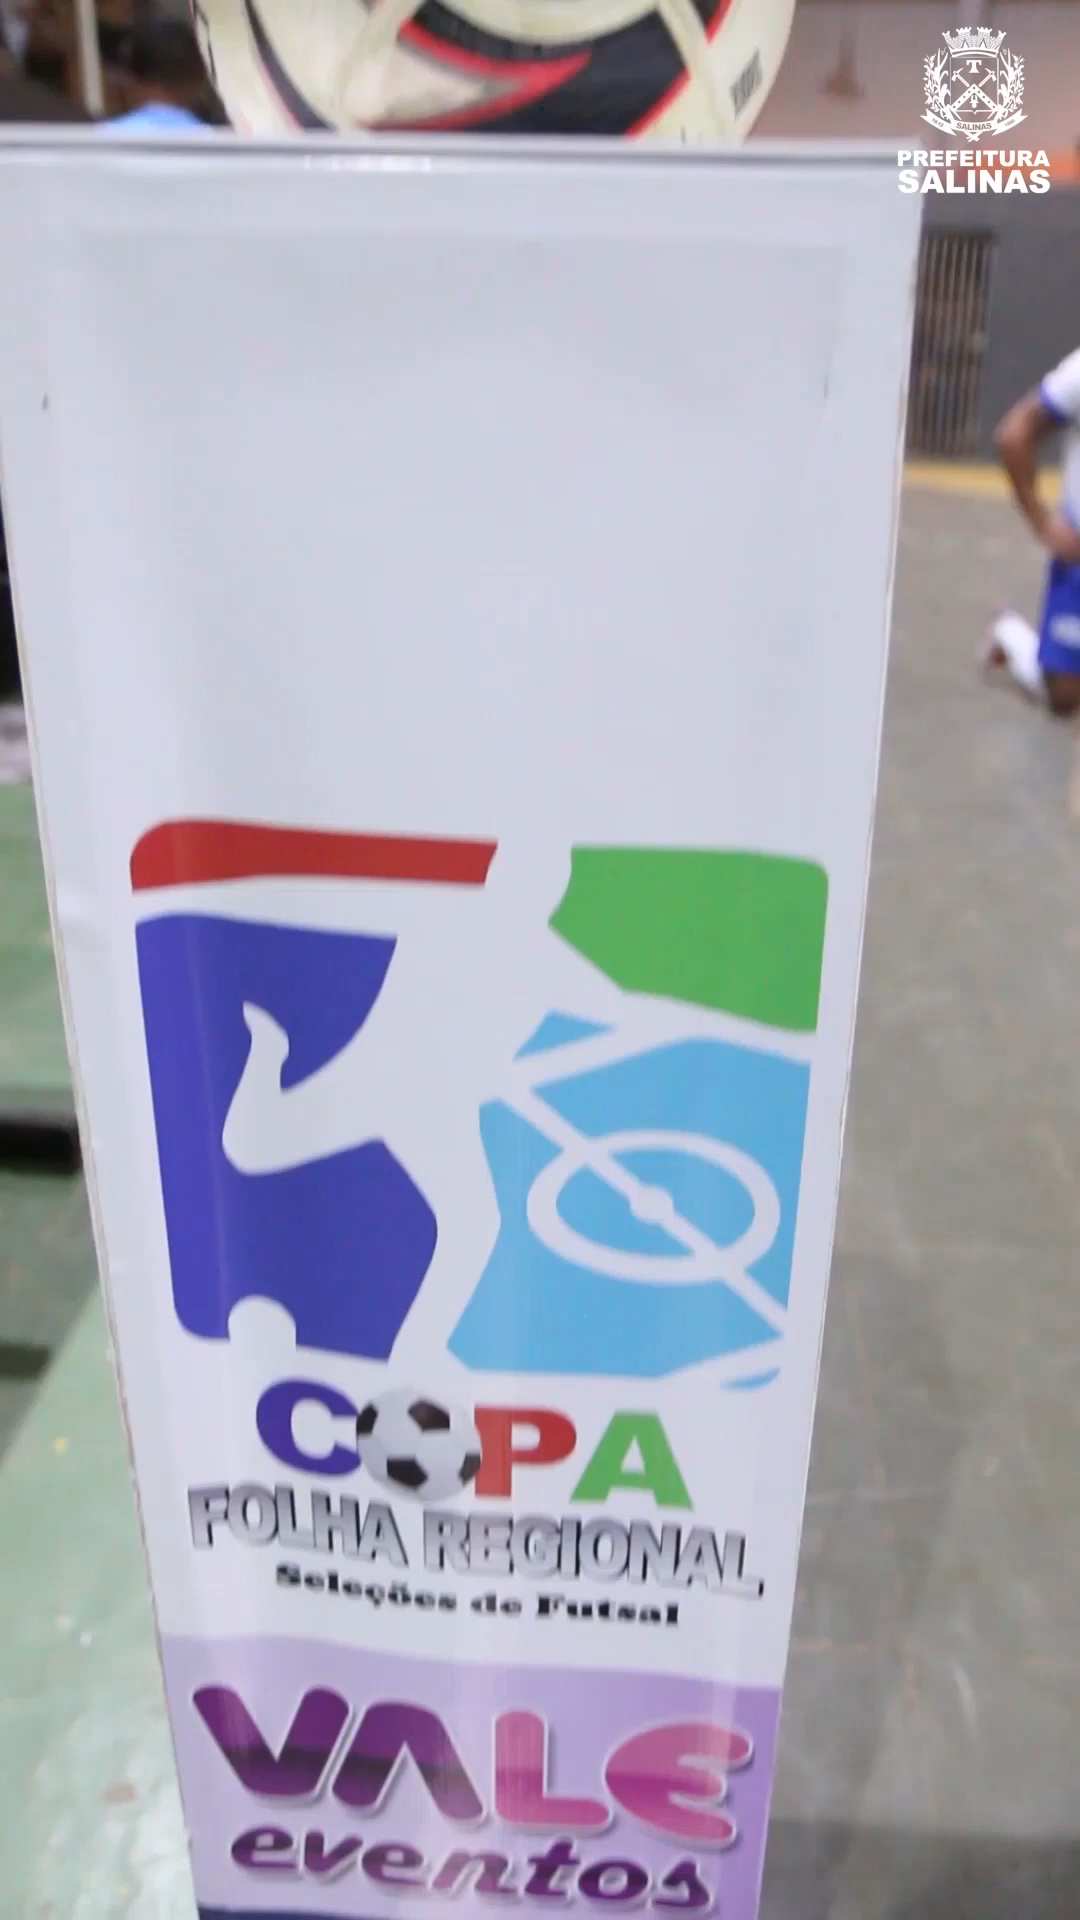 PREFEITURA
SALINAS
COPA
FOLHA REGIONAL
Seleções de Futsal
VALE
eventos